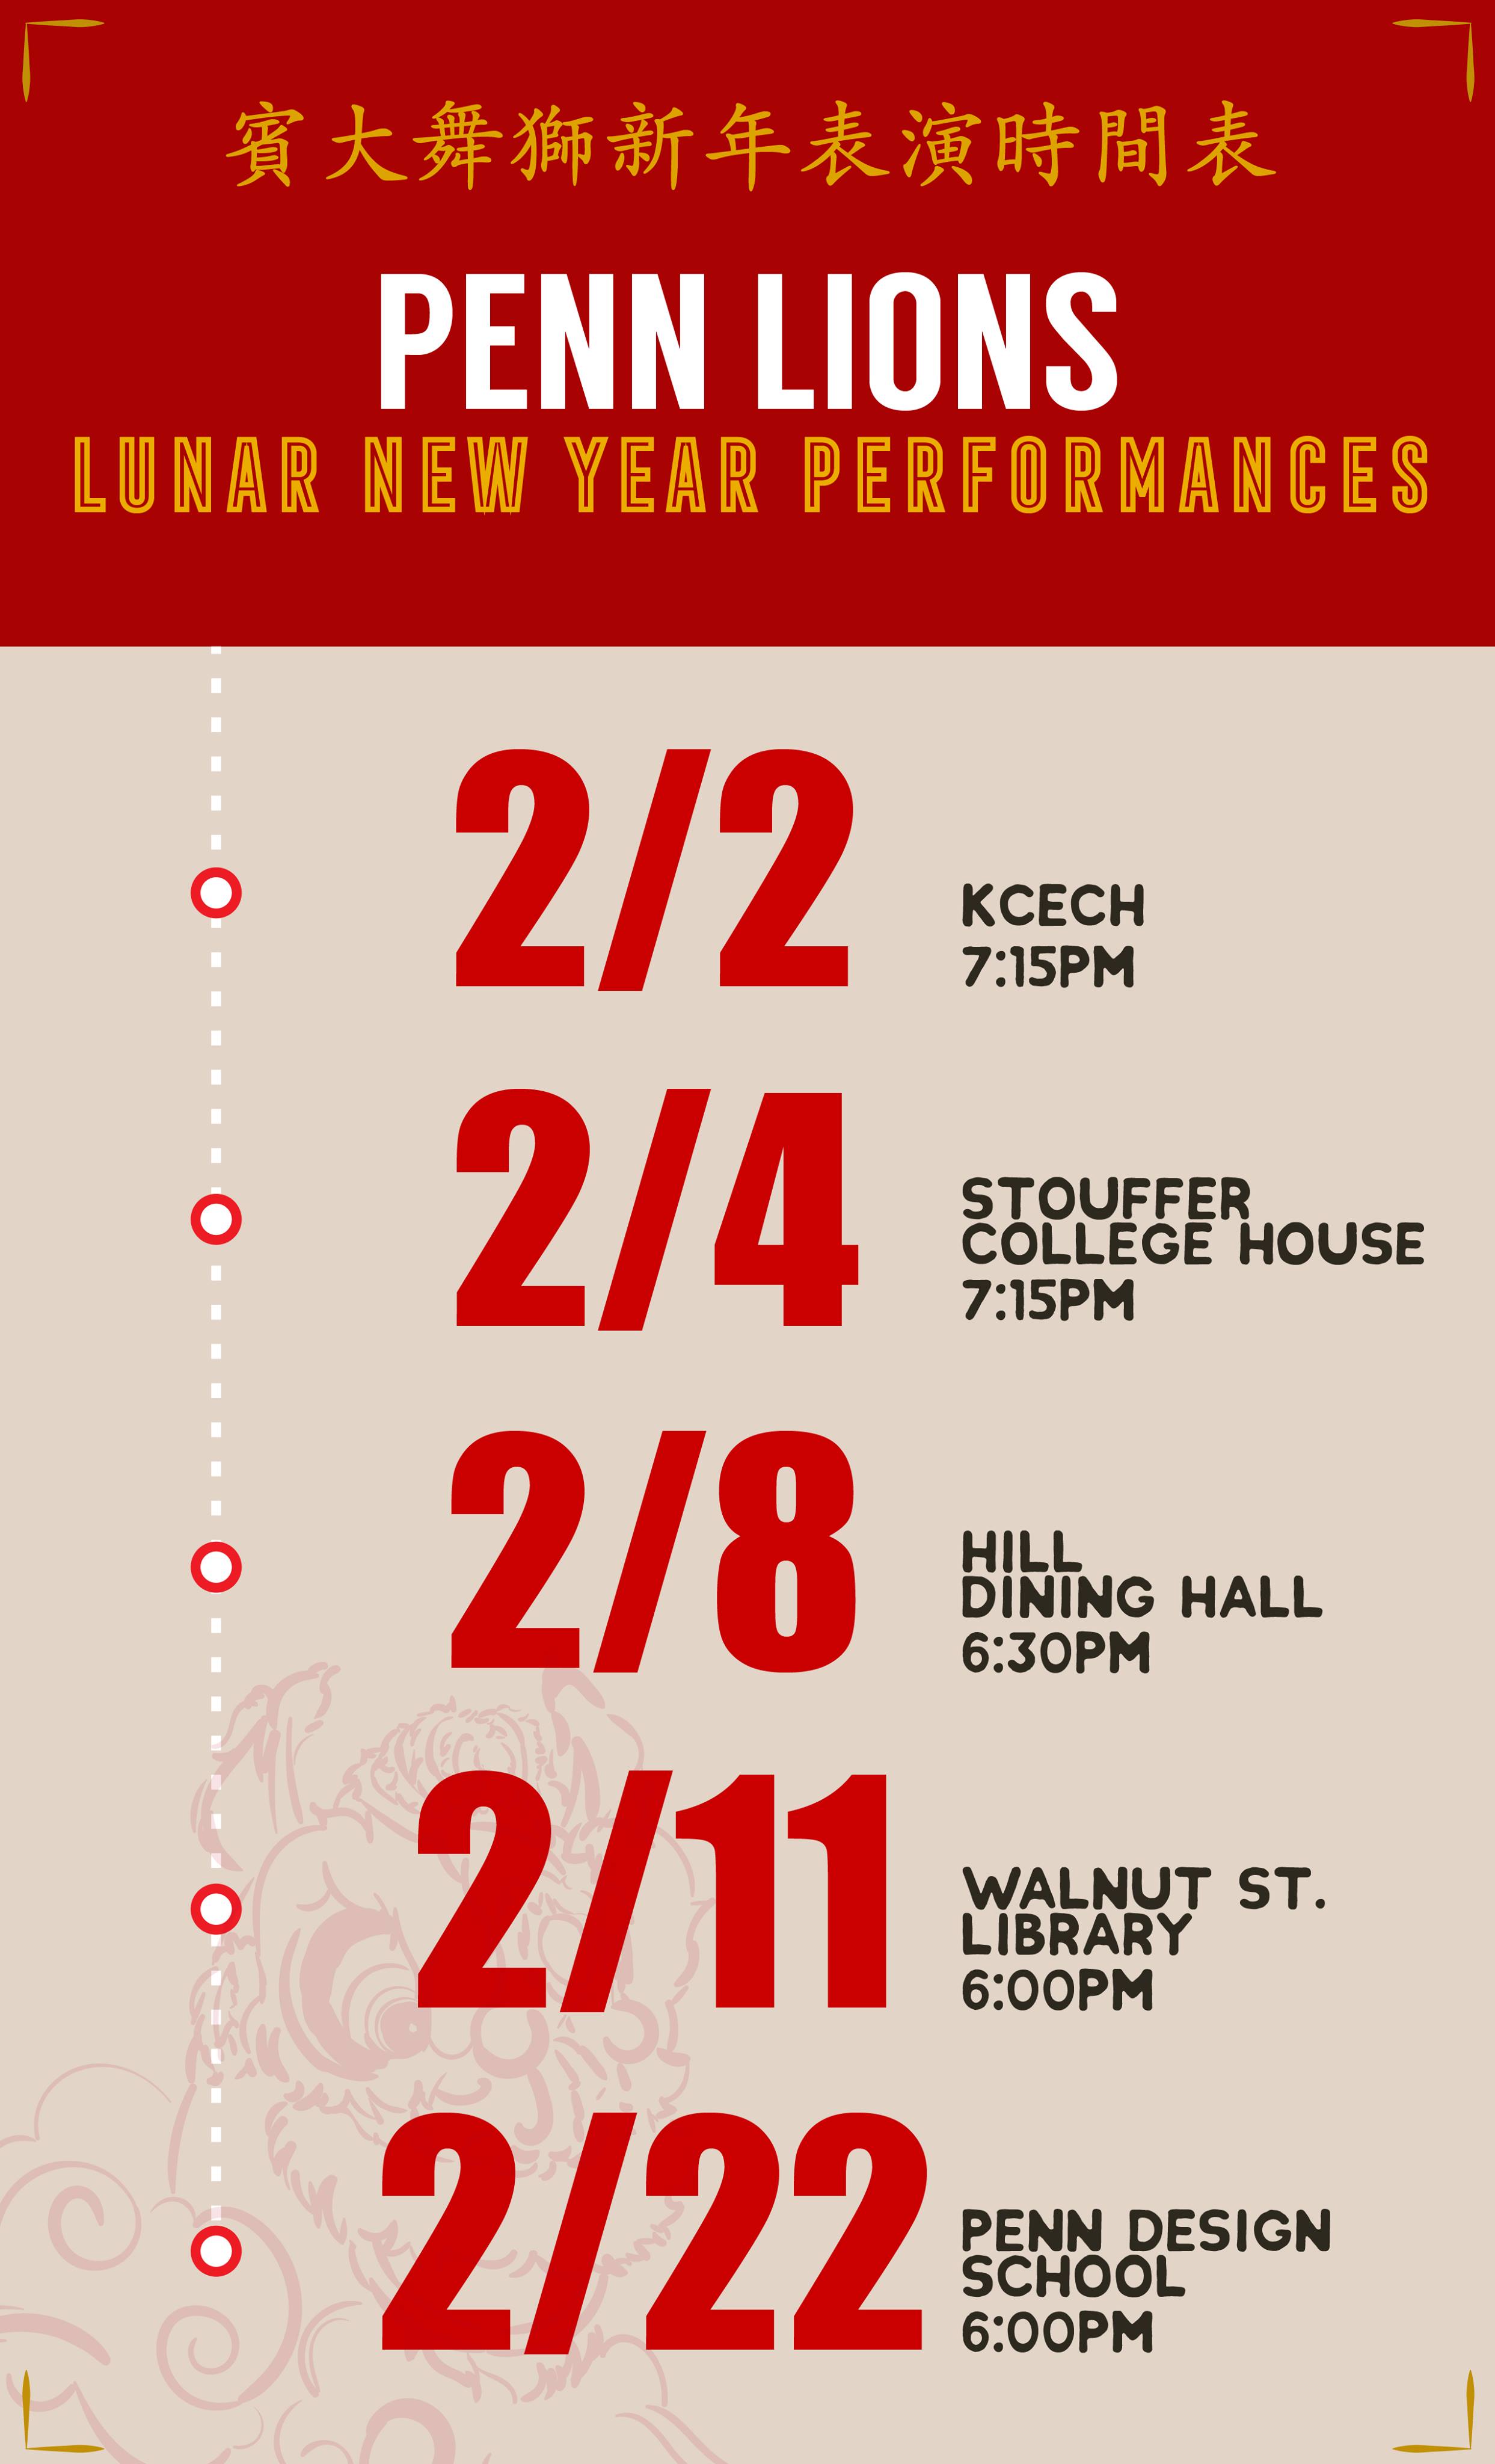 賓大舞獅新年表演時間表
PENN LIONS
LUNAR NEW YEAR PERFORMANCES
2/2
KCECH
7:15PM
2/4
STOUFFER
COLLEGE HOUSE
7:15PM
2/8
HILL
DINING HALL
6:30PM
2/11
WALNUT ST.
LIBRARY
6:00PM
2/22
PENN DESIGN
SCHOOL
6:00PM